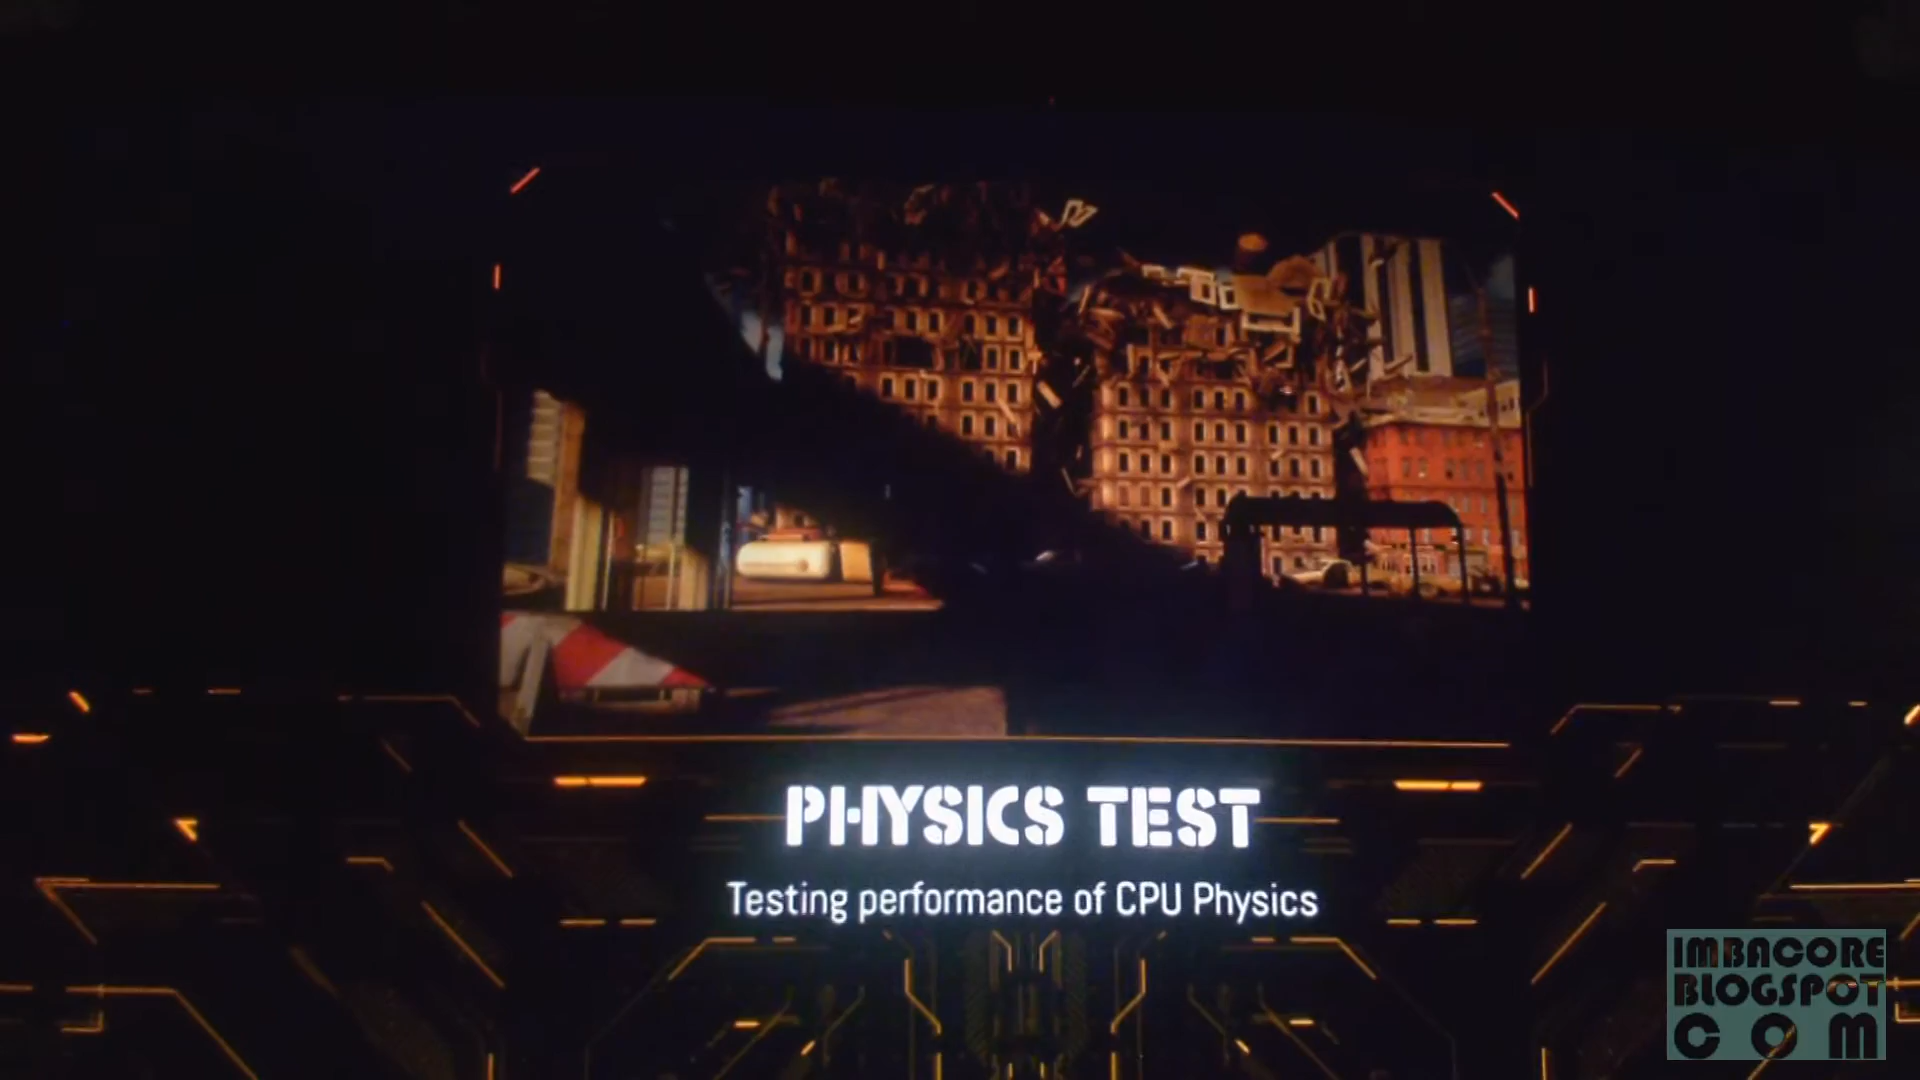 PHYSICS TEST
Testing performance of CPU Physics
IMBACORE
BLOGSPOT
COM